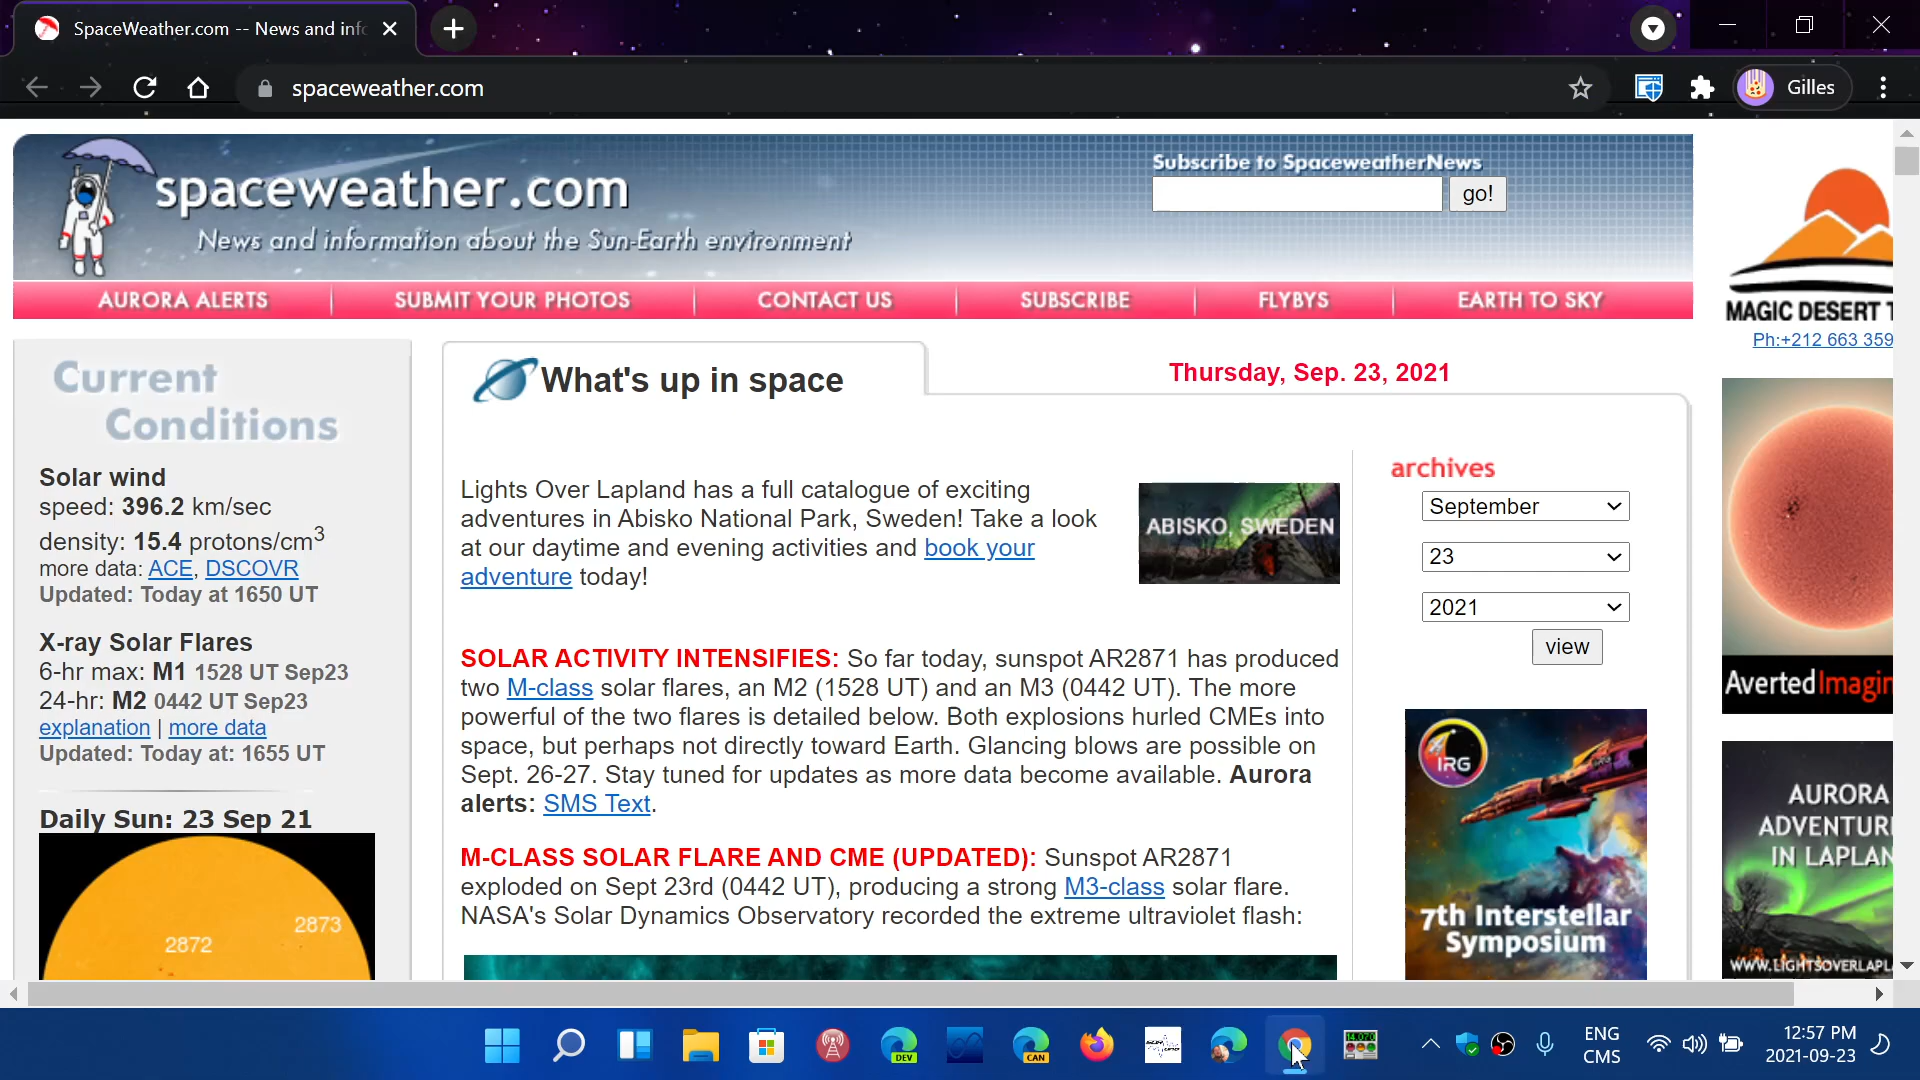 SpaceWeather.com -- News and inf
spaceweather.com
Gilles
spaceweather.com
News and information about the Sun-Earth environment
Subscribe to SpaceweatherNews
go!
AURORA ALERTS
SUBMIT YOUR PHOTOS
CONTACT US
SUBSCRIBE
FLYBYS
EARTH TO SKY
MAGIC DESERT T
Ph:+212 663 359
Current
Conditions
Solar wind
speed: 396.2 km/sec
density: 15.4 protons/cm3
more data: ACE, DSCOVR
Updated: Today at 1650 UT
X-ray Solar Flares
6-hr max: M1 1528 UT Sep23
24-hr: M2 0442 UT Sep23
explanation | more data
Updated: Today at: 1655 UT
Daily Sun: 23 Sep 21
2873
2872
What's up in space
Thursday, Sep. 23, 2021
Lights Over Lapland has a full catalogue of exciting
adventures in Abisko National Park, Sweden! Take a look
at our daytime and evening activities and book your
adventure today!
ABISKO, SWEDEN
SOLAR ACTIVITY INTENSIFIES: So far today, sunspot AR2871 has produced
two M-class solar flares, an M2 (1528 UT) and an M3 (0442 UT). The more
powerful of the two flares is detailed below. Both explosions hurled CMEs into
space, but perhaps not directly toward Earth. Glancing blows are possible on
Sept. 26-27. Stay tuned for updates as more data become available. Aurora
alerts: SMS Text.
M-CLASS SOLAR FLARE AND CME (UPDATED): Sunspot AR2871
exploded on Sept 23rd (0442 UT), producing a strong M3-class solar flare.
NASA's Solar Dynamics Observatory recorded the extreme ultraviolet flash:
archives
September
23
2021
view
IRG
7th Interstellar
Symposium
AvertedImagin
AURORA
ADVENTUR
IN LAPLAN
WWW.LIGHTSOVERLAPL
DEV
CAN
14.070
ENG
CMS
12:57 PM
2021-09-23